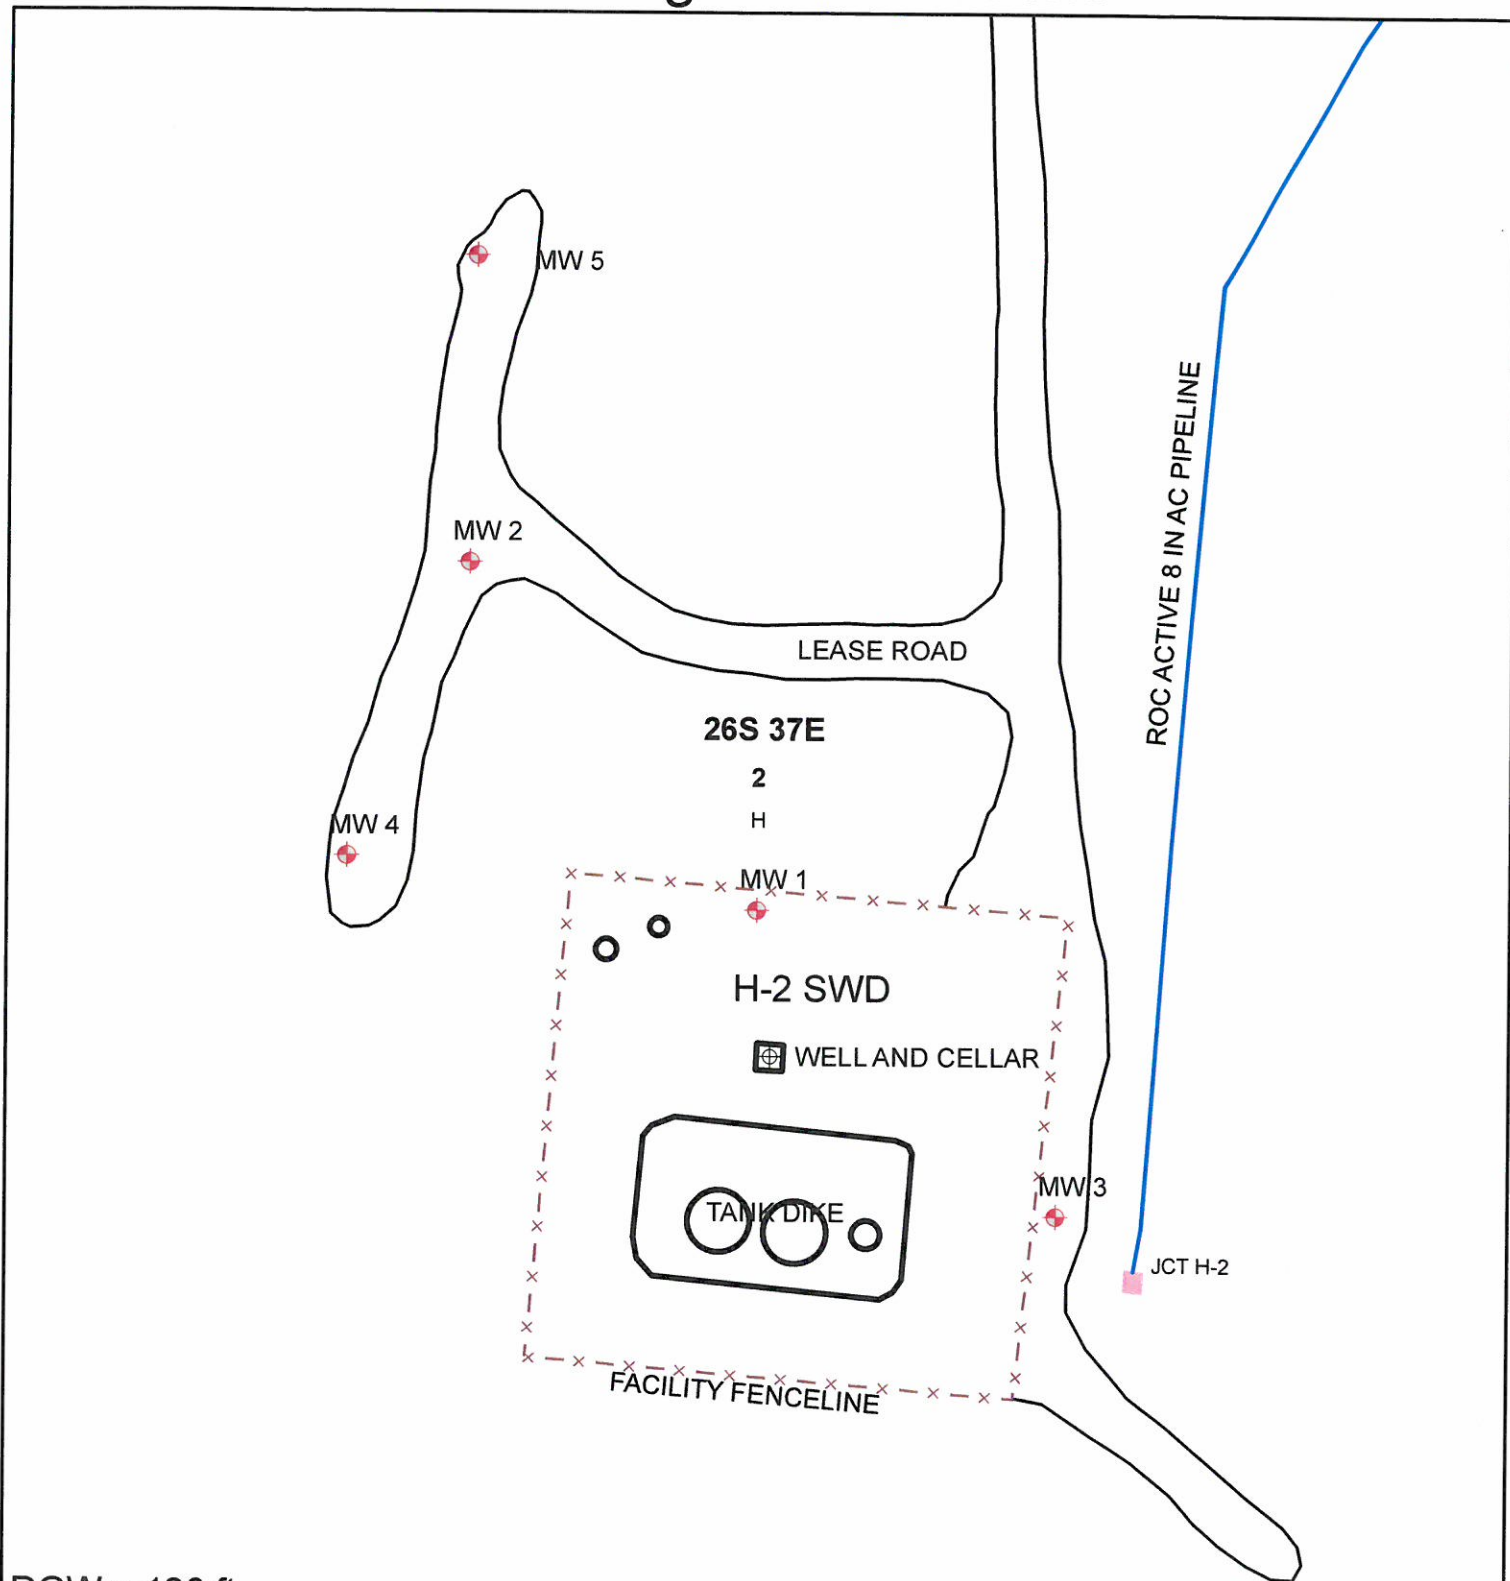 MW 5
ROC ACTIVE 8 IN AC PIPELINE
MW 2
LEASE ROAD
26S 37E
2
H
MW 4
MW 1
H-2 SWD
WELL AND CELLAR
MW 3
TANK DIKE
JCT H-2
FACILITY FENCELINE